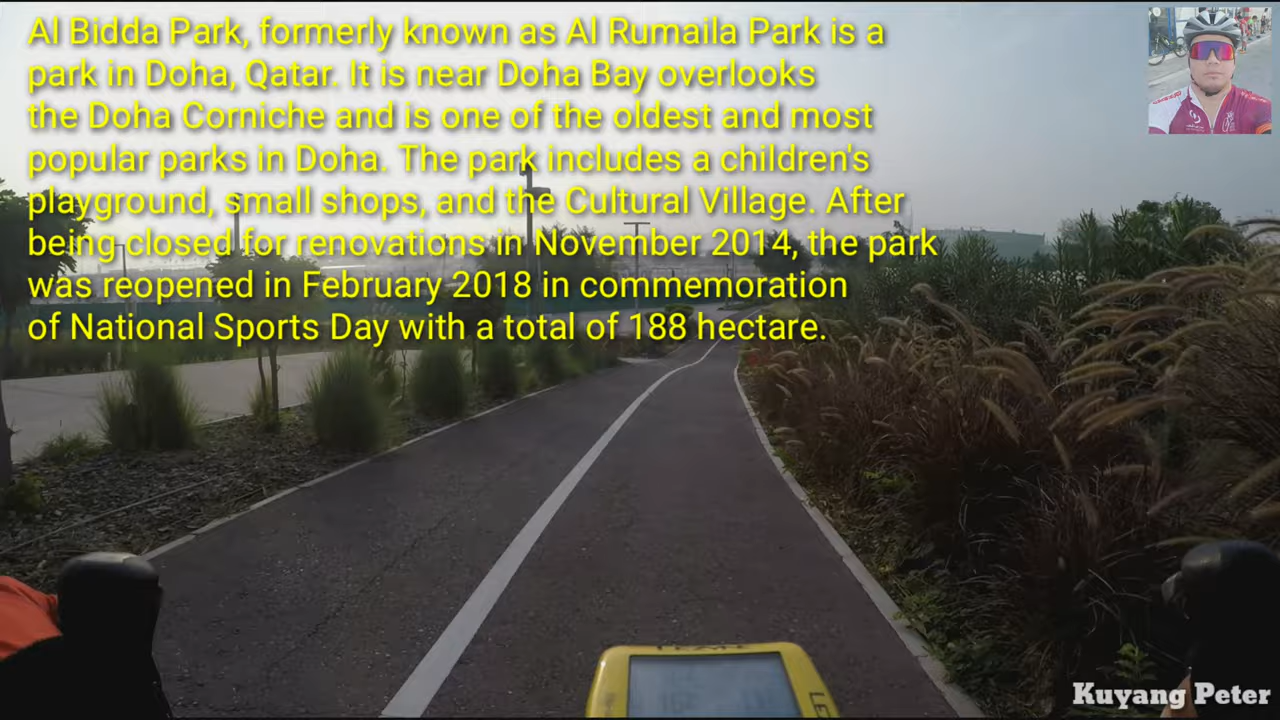 Al Bidda Park, formerly known as Al Rumaila Park is a
park in Doha, Qatar. It is near Doha Bay overlooks
the Doha Corniche and is one of the oldest and most
popular parks in Doha. The park includes a children's
playground, small shops, and the Cultural Village. After
being closed for renovations in November 2014, the park
was reopened in February 2018 in commemoration
of National Sports Day with a total of 188 hectare.
Kuyang Peter